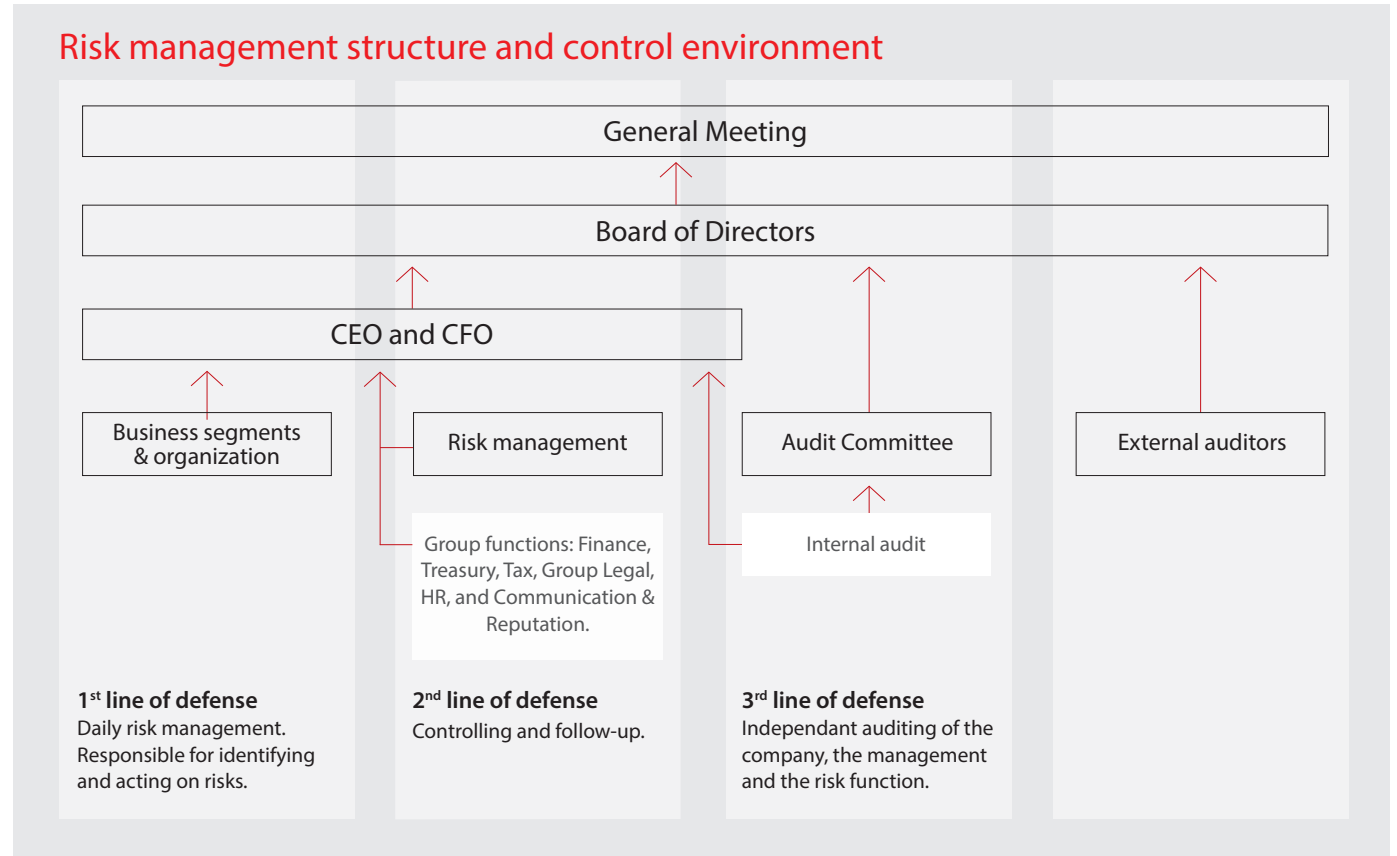 Risk management structure and control environment
General Meeting
Board of Directors
CEO and CFO
Business segments
& organization
Risk management
Audit Committee
External auditors
Group functions: Finance,
Treasury, Tax, Group Legal,
HR, and Communication &
Reputation.
Internal audit
1st line of defense
Daily risk management.
Responsible for identifying
and acting on risks.
2nd line of defense
Controlling and follow-up.
3rd line of defense
Independant auditing of the
company, the management
and the risk function.